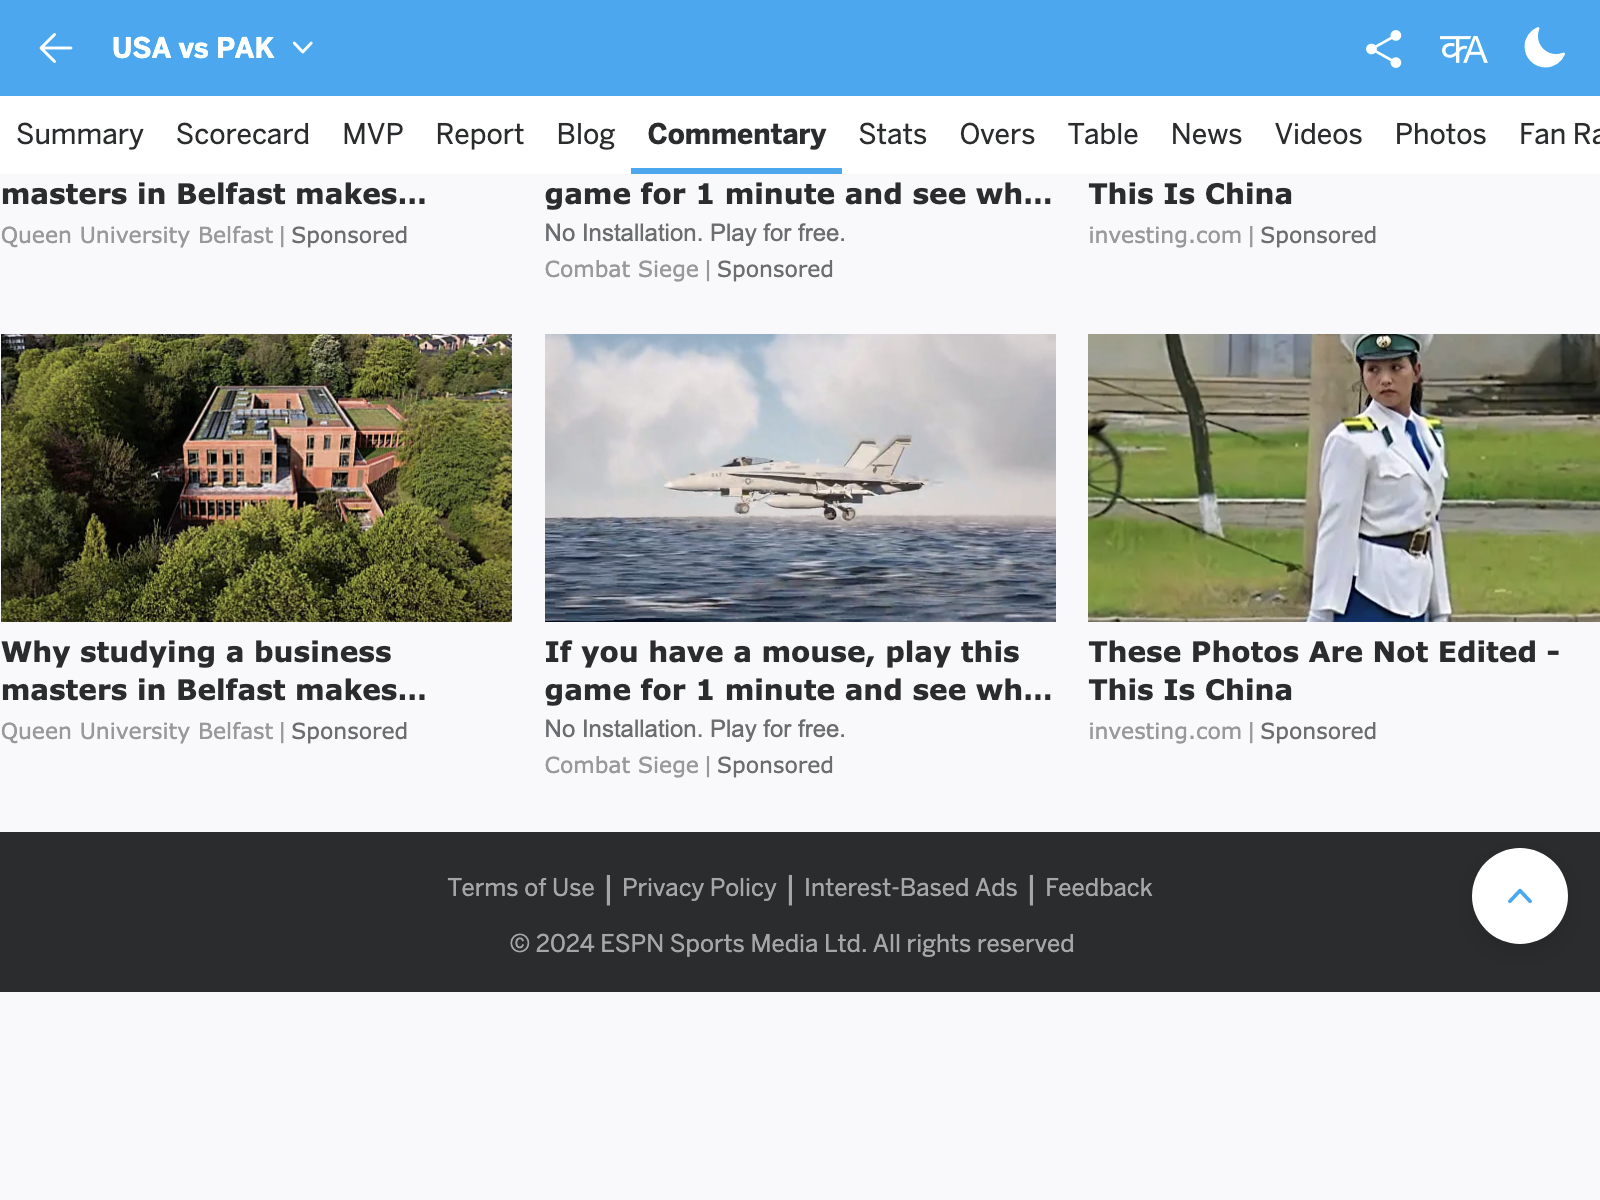 USA vs PAK
कA
Summary Scorecard MVP Report Blog Commentary Stats Overs Table News Videos Photos Fan Ra
masters in Belfast makes...
Queen University Belfast | Sponsored
game for 1 minute and see wh...
No Installation. Play for free.
Combat Siege | Sponsored
This Is China
investing.com | Sponsored
Why studying a business
masters in Belfast makes...
Queen University Belfast | Sponsored
If you have a mouse, play this
game for 1 minute and see wh...
No Installation. Play for free.
Combat Siege | Sponsored
These Photos Are Not Edited -
This Is China
investing.com | Sponsored
Terms of Use | Privacy Policy | Interest-Based Ads | Feedback
© 2024 ESPN Sports Media Ltd. All rights reserved